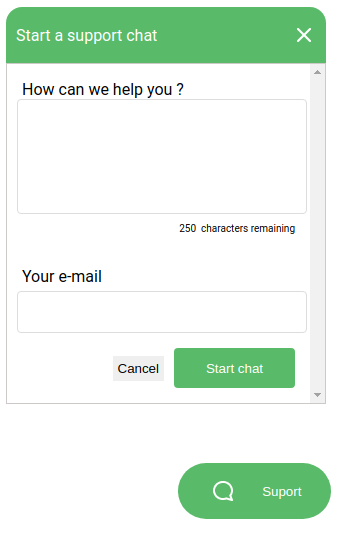 Start a support chat
How can we help you ?
250 characters remaining
Your e-mail
Cancel
Start chat
Suport